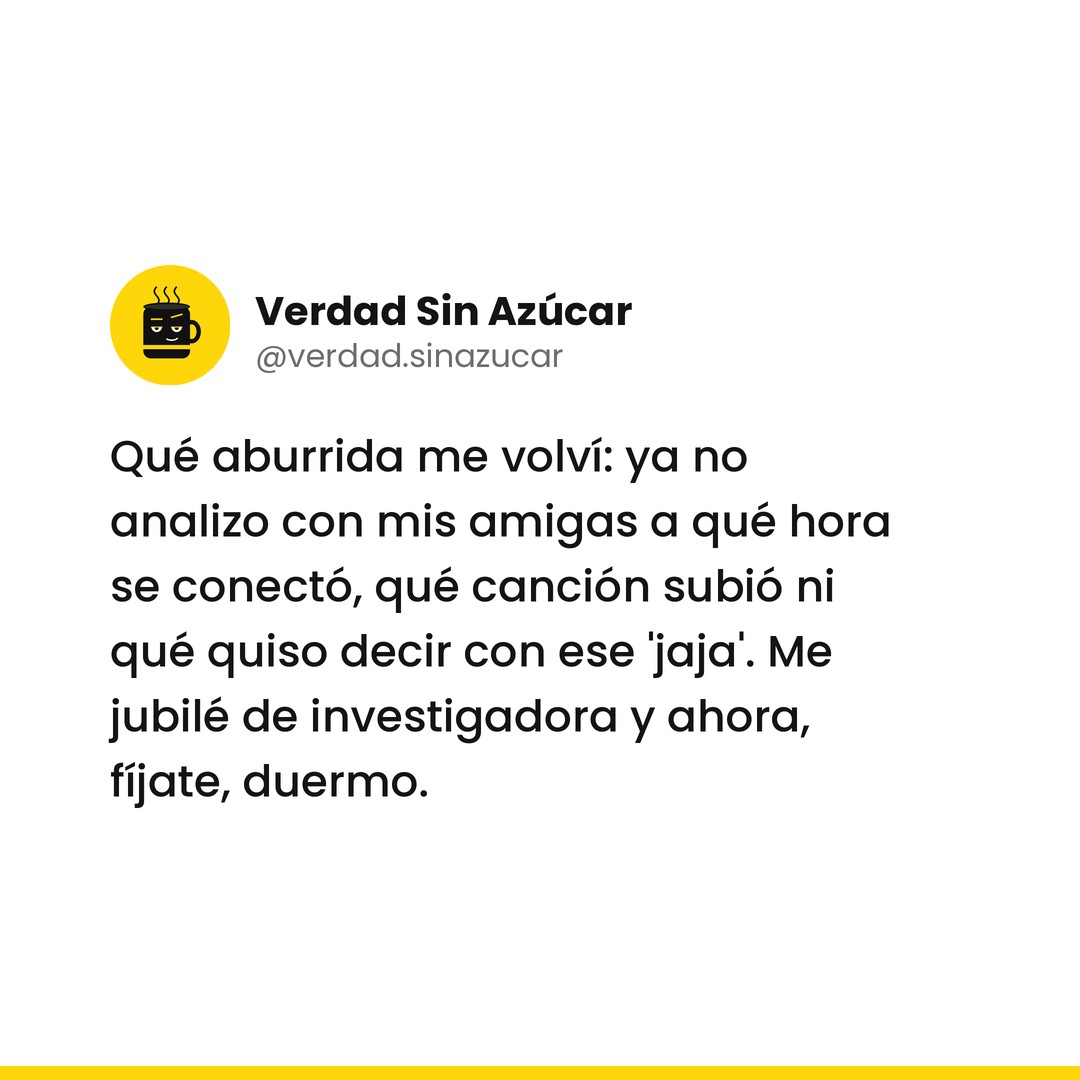 Verdad Sin Azúcar
@verdad.sinazucar
Qué aburrida me volví: ya no
analizo con mis amigas a qué hora
se conectó, qué canción subió ni
qué quiso decir con ese 'jaja'. Me
jubilé de investigadora y ahora,
fíjate, duermo.